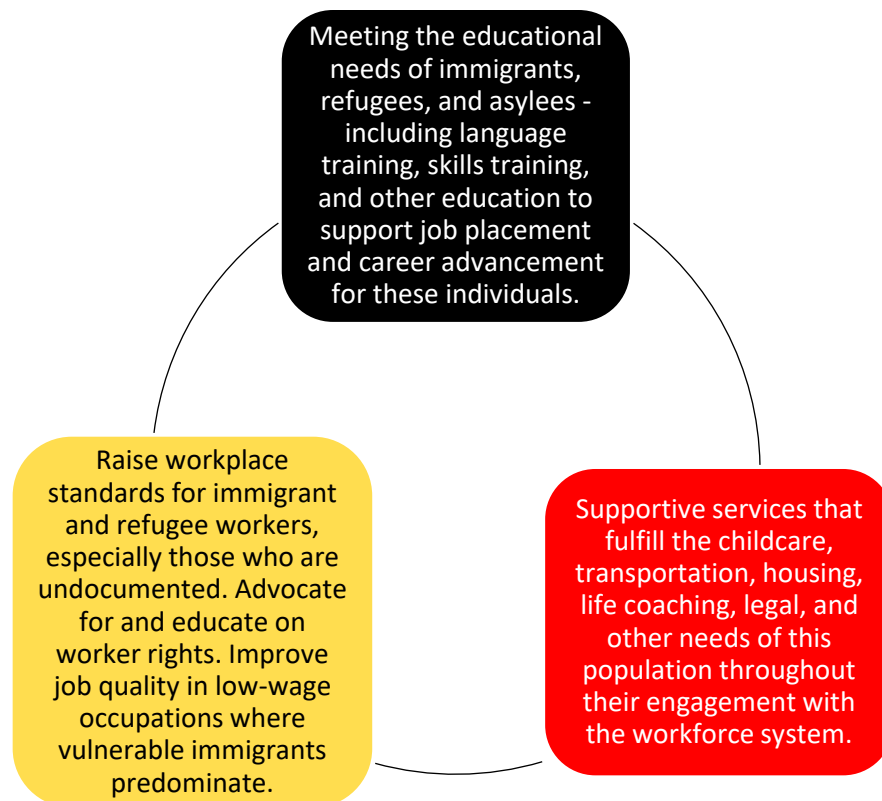 Meeting the educational
needs of immigrants,
refugees, and asylees -
including language
training, skills training,
and other education to
support job placement
and career advancement
for these individuals.
Raise workplace
standards for immigrant
and refugee workers,
especially those who are
undocumented. Advocate
for and educate on
worker rights. Improve
job quality in low-wage
occupations where
vulnerable immigrants
predominate.
Supportive services that
fulfill the childcare,
transportation, housing,
life coaching, legal, and
other needs of this
population throughout
their engagement with
the workforce system.